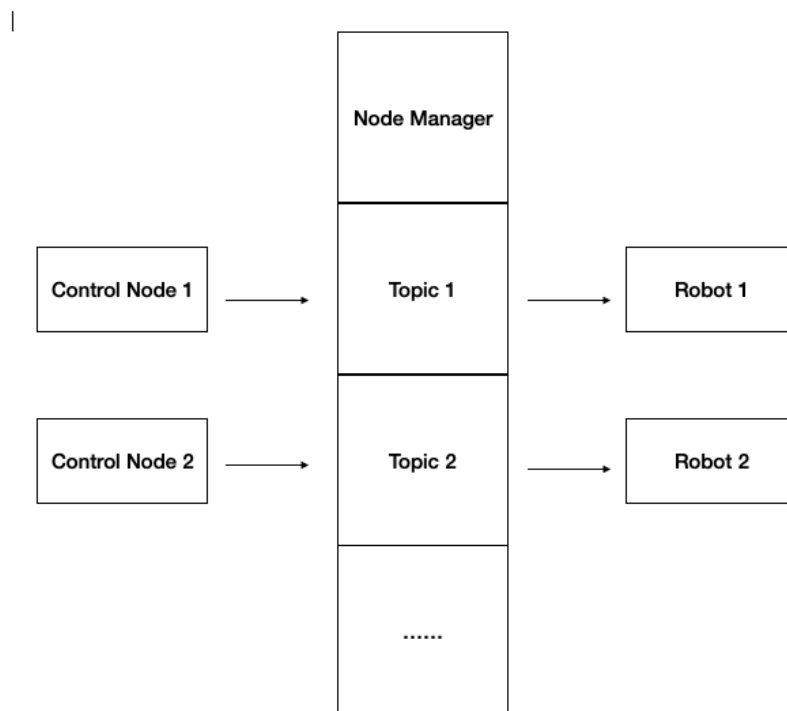 Node Manager
Control Node 1
Topic 1
Robot 1
Control Node 2
Topic 2
Robot 2
......